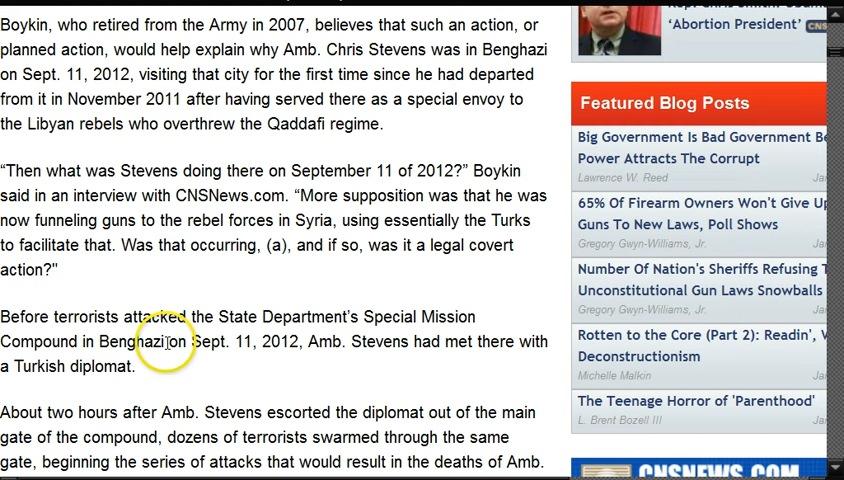 Boykin, who retired from the Army in 2007, believes that such an action, or
planned action, would help explain why Amb. Chris Stevens was in Benghazi
on Sept. 11, 2012, visiting that city for the first time since he had departed
from it in November 2011 after having served there as a special envoy to
the Libyan rebels who overthrew the Qaddafi regime.
“Then what was Stevens doing there on September 11 of 2012?” Boykin
said in an interview with CNSNews.com. “More supposition was that he was
now funneling guns to the rebel forces in Syria, using essentially the Turks
to facilitate that. Was that occurring, (a), and if so, was it a legal covert
action?"
Before terrorists attacked the State Department’s Special Mission
Compound in Benghazi on Sept. 11, 2012, Amb. Stevens had met there with
a Turkish diplomat.
About two hours after Amb. Stevens escorted the diplomat out of the main
gate of the compound, dozens of terrorists swarmed through the same
gate, beginning the series of attacks that would result in the deaths of Amb.
‘Abortion President’
CNS
Featured Blog Posts
Big Government Is Bad Government Be
Power Attracts The Corrupt
Lawrence W. Reed
Jan
65% Of Firearm Owners Won't Give Up
Guns To New Laws, Poll Shows
Gregory Gwyn-Williams, Jr.
Jan
Number Of Nation's Sheriffs Refusing T
Unconstitutional Gun Laws Snowballs
Gregory Gwyn-Williams, Jr.
Jan
Rotten to the Core (Part 2): Readin', W
Deconstructionism
Michelle Malkin
Jan
The Teenage Horror of 'Parenthood'
L. Brent Bozell III
Jan
CNSNEWS.COM